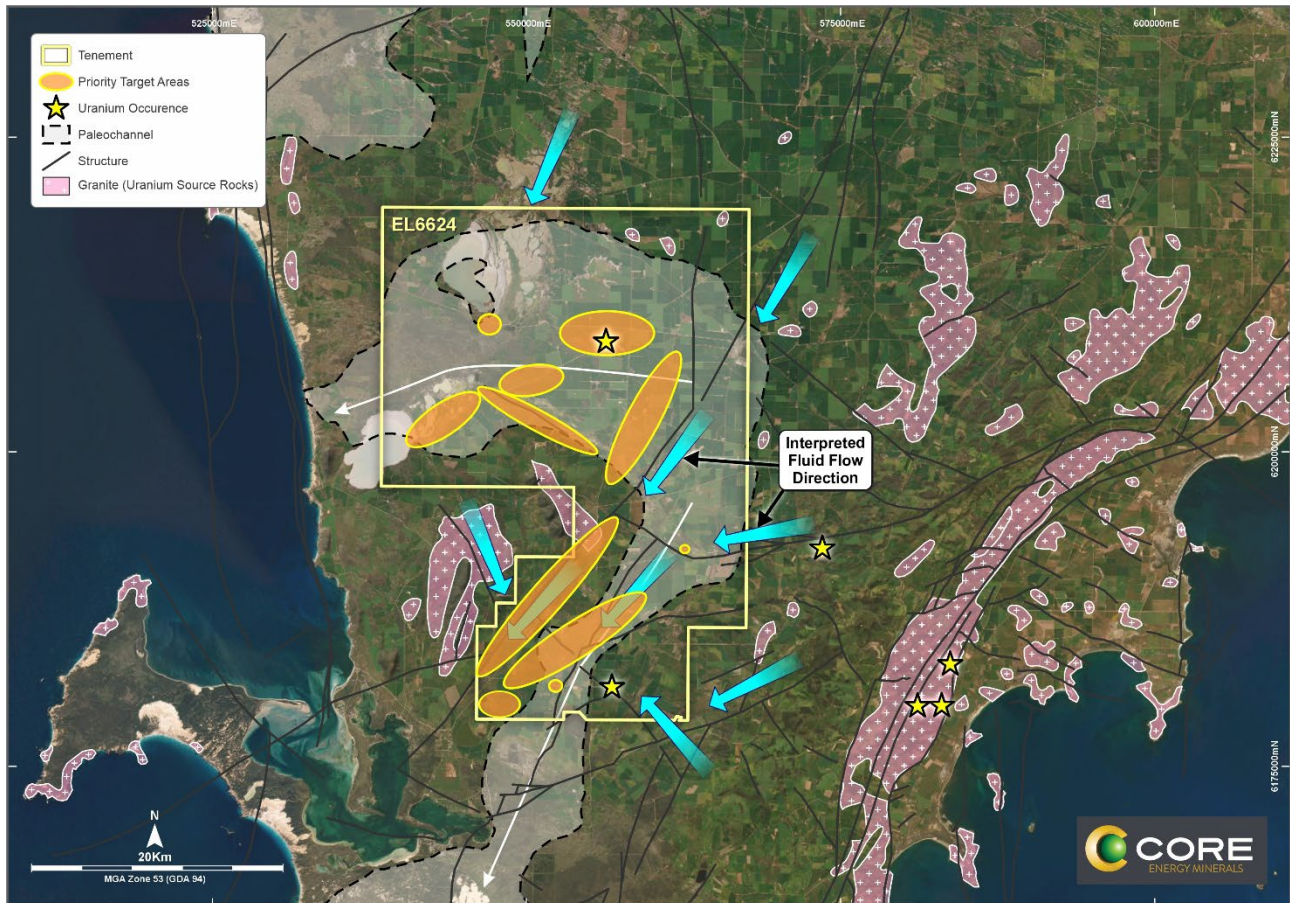 525000mE
550000mE
575000mE
600000mE
Tenement
Priority Target Areas
Uranium Occurence
Paleochannel
Structure
Granite (Uranium Source Rocks)
6225000mN
EL6624
Interpreted
Fluid Flow
Direction
6200000mN
6175000mN
N
20Km
MGA Zone 53 (GDA 94)
CORE
ENERGY MINERALS